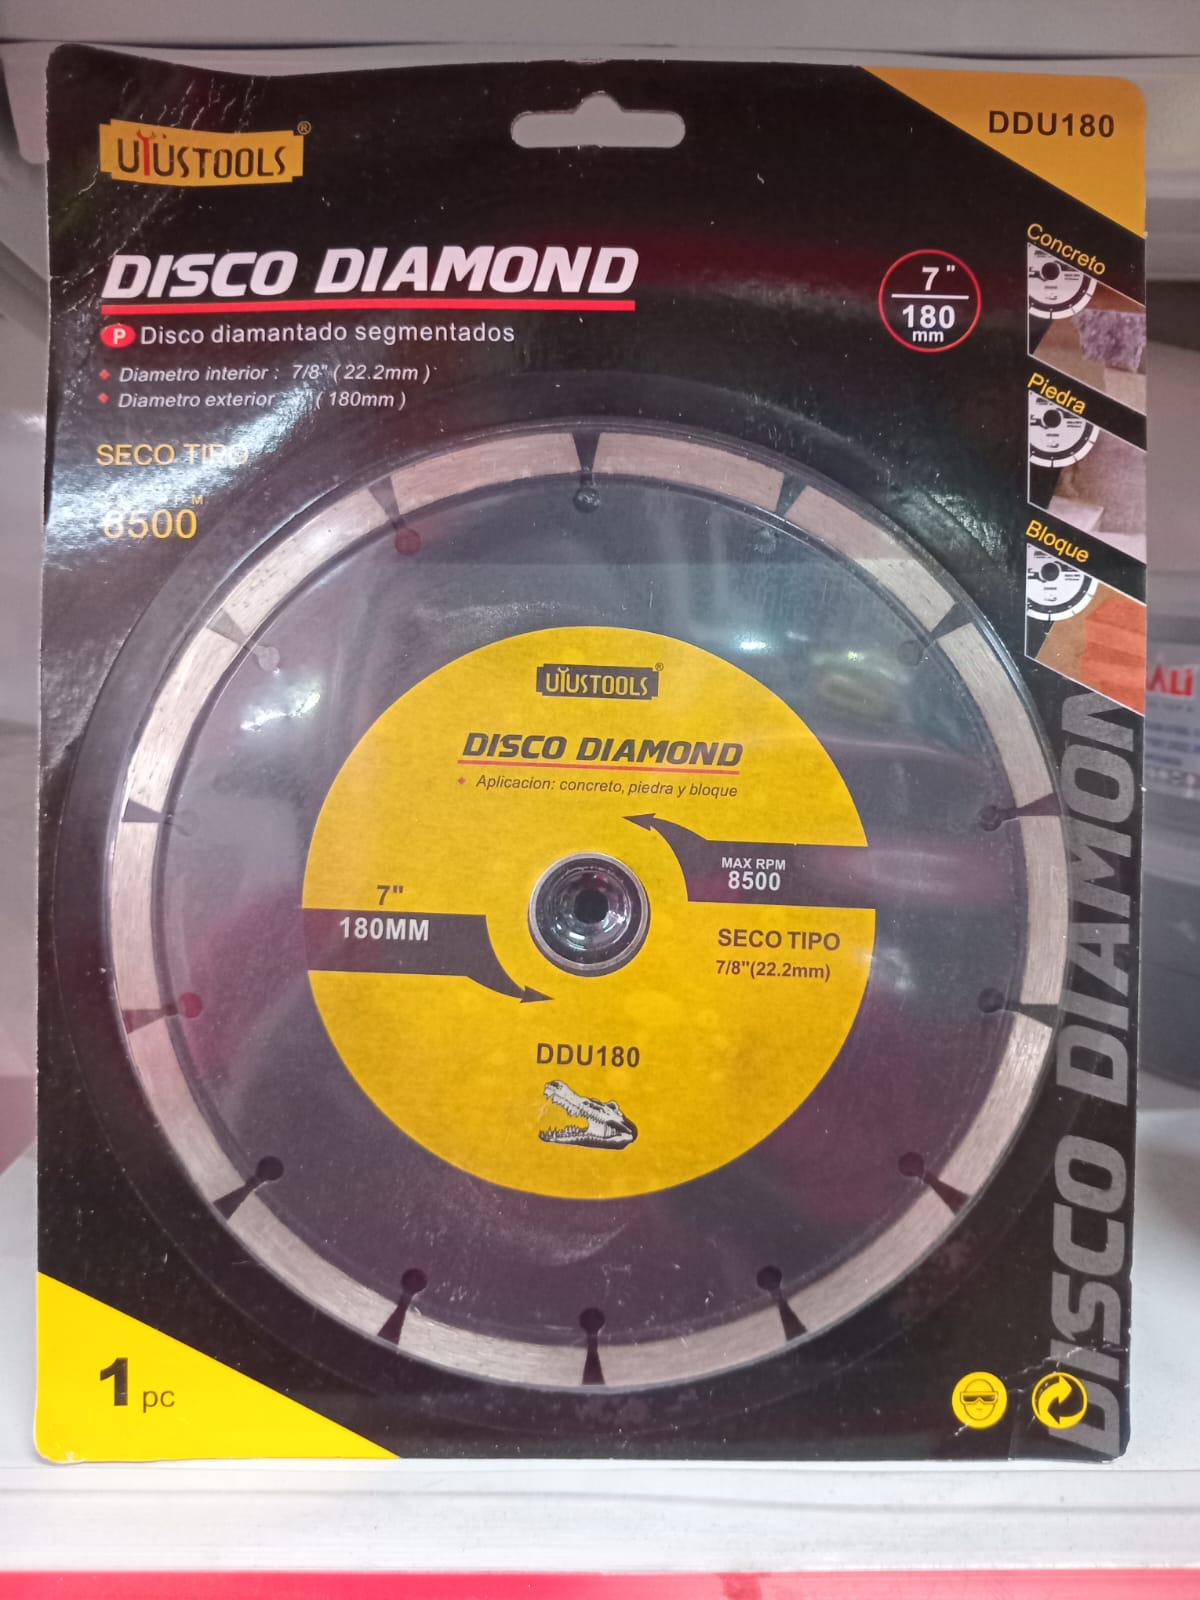 UYUSTOOLS®
DDU180
DISCO DIAMOND
P Disco diamantado segmentados
Diametro interior : 7/8" (22.2mm)
Diametro exterior (180mm)
SECO TIPO
8500
7"
180
mm
Concreto
Piedra
Bloque
UYUSTOOLS®
DISCO DIAMOND
Aplicacion: concreto, piedra y bloque
MAX RPM
8500
7"
180MM
SECO TIPO
7/8"(22.2mm)
DDU180
DISCO DIAMON
1 pc